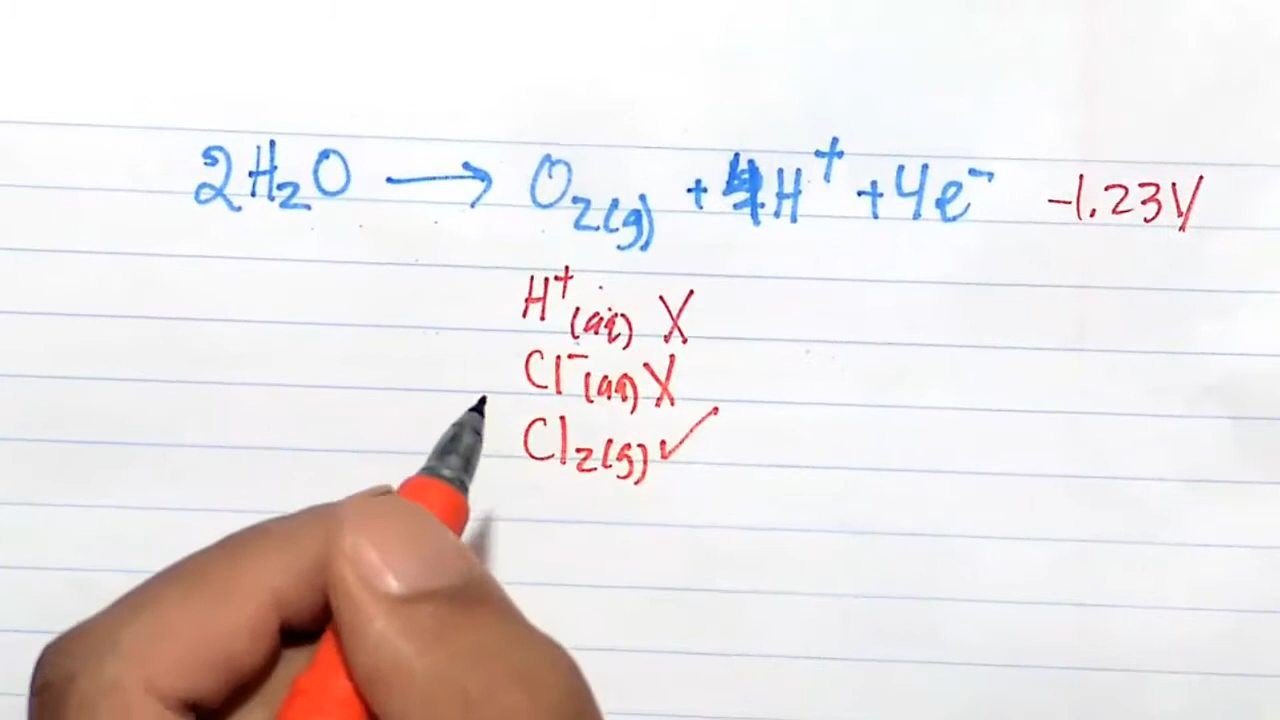 2H₂O → O₂(g) + 4H⁺ + 4e⁻ -1.23V
H⁺(aq) X
Cl⁻(aq) X
Cl₂(g) ✓